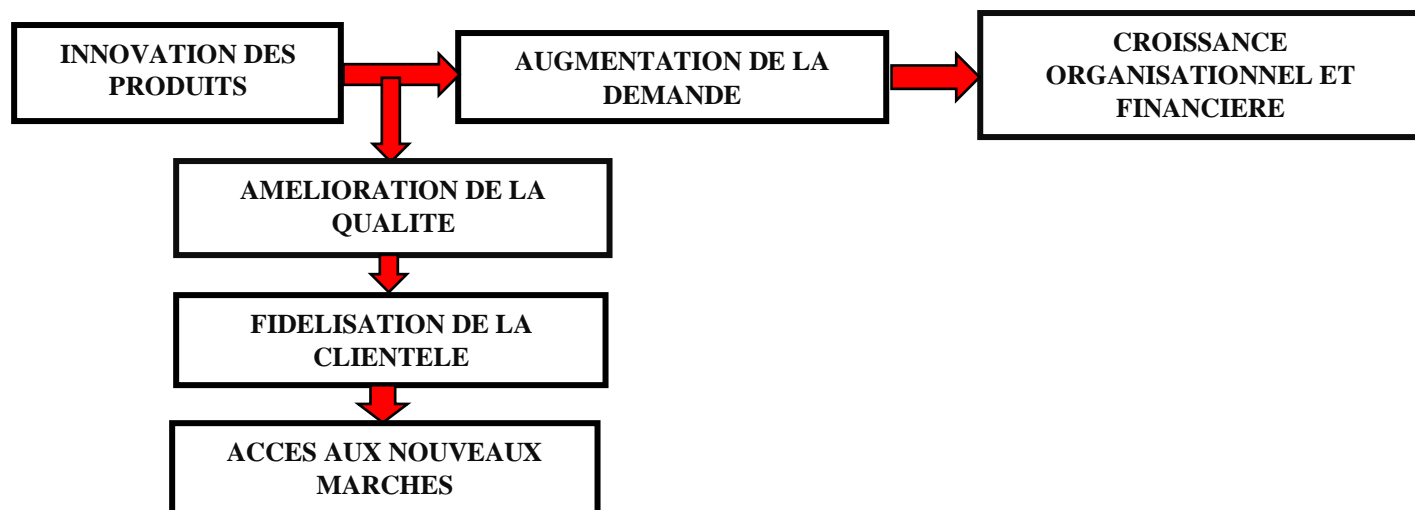 INNOVATION DES
PRODUITS
AUGMENTATION DE LA
DEMANDE
CROISSANCE
ORGANISATIONNEL ET
FINANCIERE
AMELIORATION DE LA
QUALITE
FIDELISATION DE LA
CLIENTELE
ACCES AUX NOUVEAUX
MARCHES